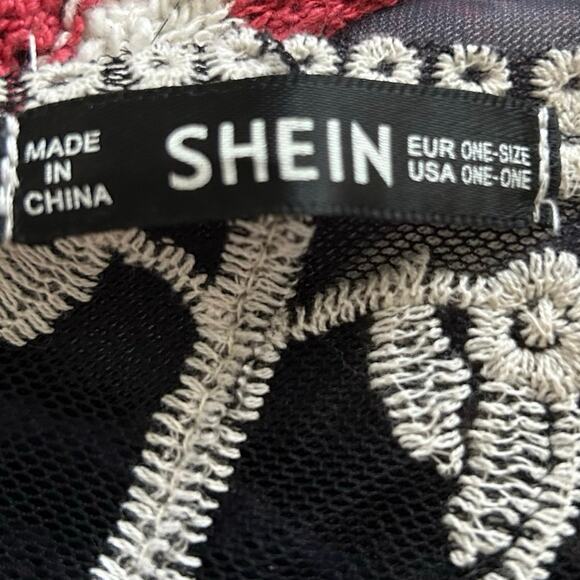 MADE
IN
CHINA
SHEIN
EUR ONE-SIZE
USA ONE-ONE